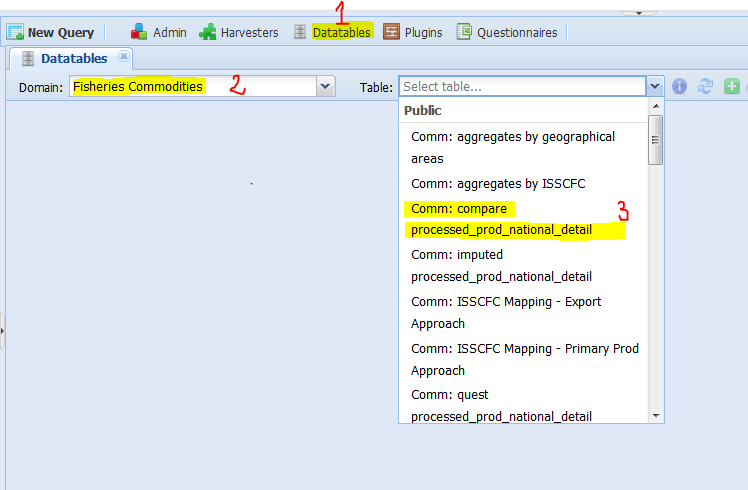 1
New Query Admin Harvesters Datatables Plugins Questionnaires
Datatables
Domain: Fisheries Commodities 2 Table: Select table...
Public
Comm: aggregates by geographical
areas
Comm: aggregates by ISSCFC
Comm: compare 3
processed_prod_national_detail
Comm: imputed
processed_prod_national_detail
Comm: ISSCFC Mapping - Export
Approach
Comm: ISSCFC Mapping - Primary Prod
Approach
Comm: quest
processed_prod_national_detail